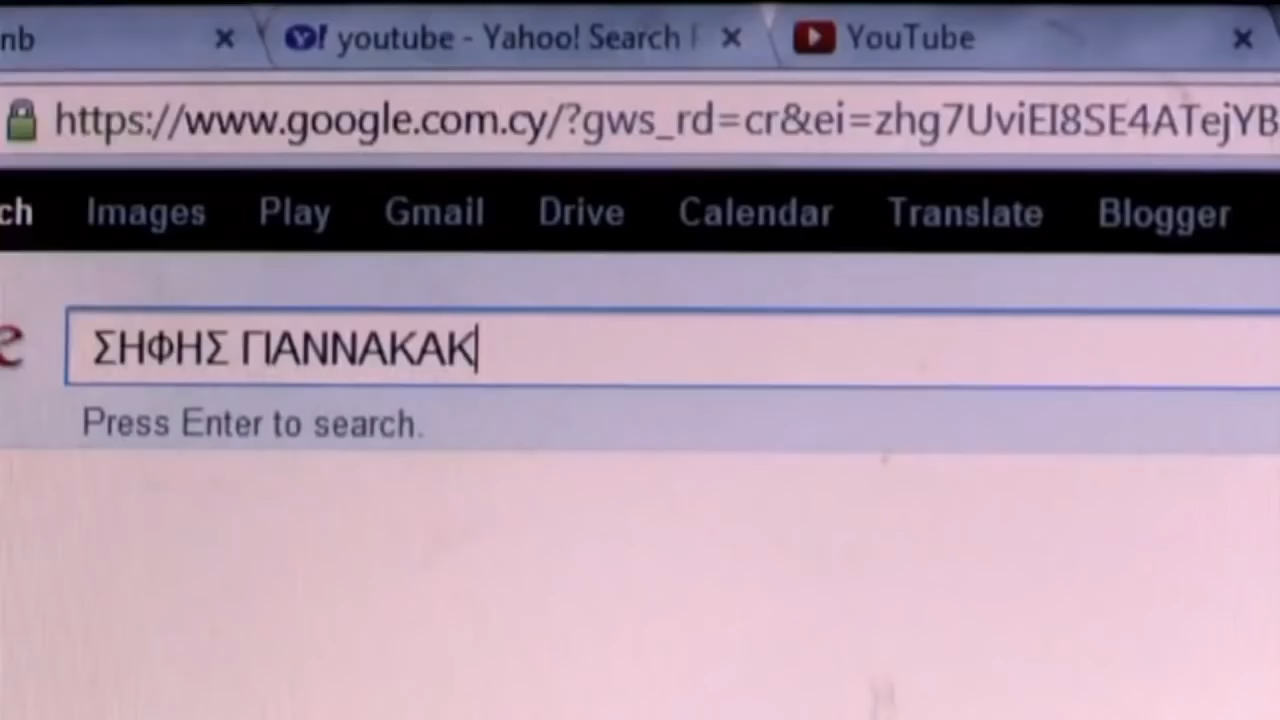 nb youtube - Yahoo! Search YouTube
https://www.google.com.cy/?gws_rd=cr&ei=zhg7UviEI8SE4ATejYB
ch Images Play Gmail Drive Calendar Translate Blogger
e ΣΗΦΗΣ ΓΙΑΝΝΑΚΑΚ
Press Enter to search.